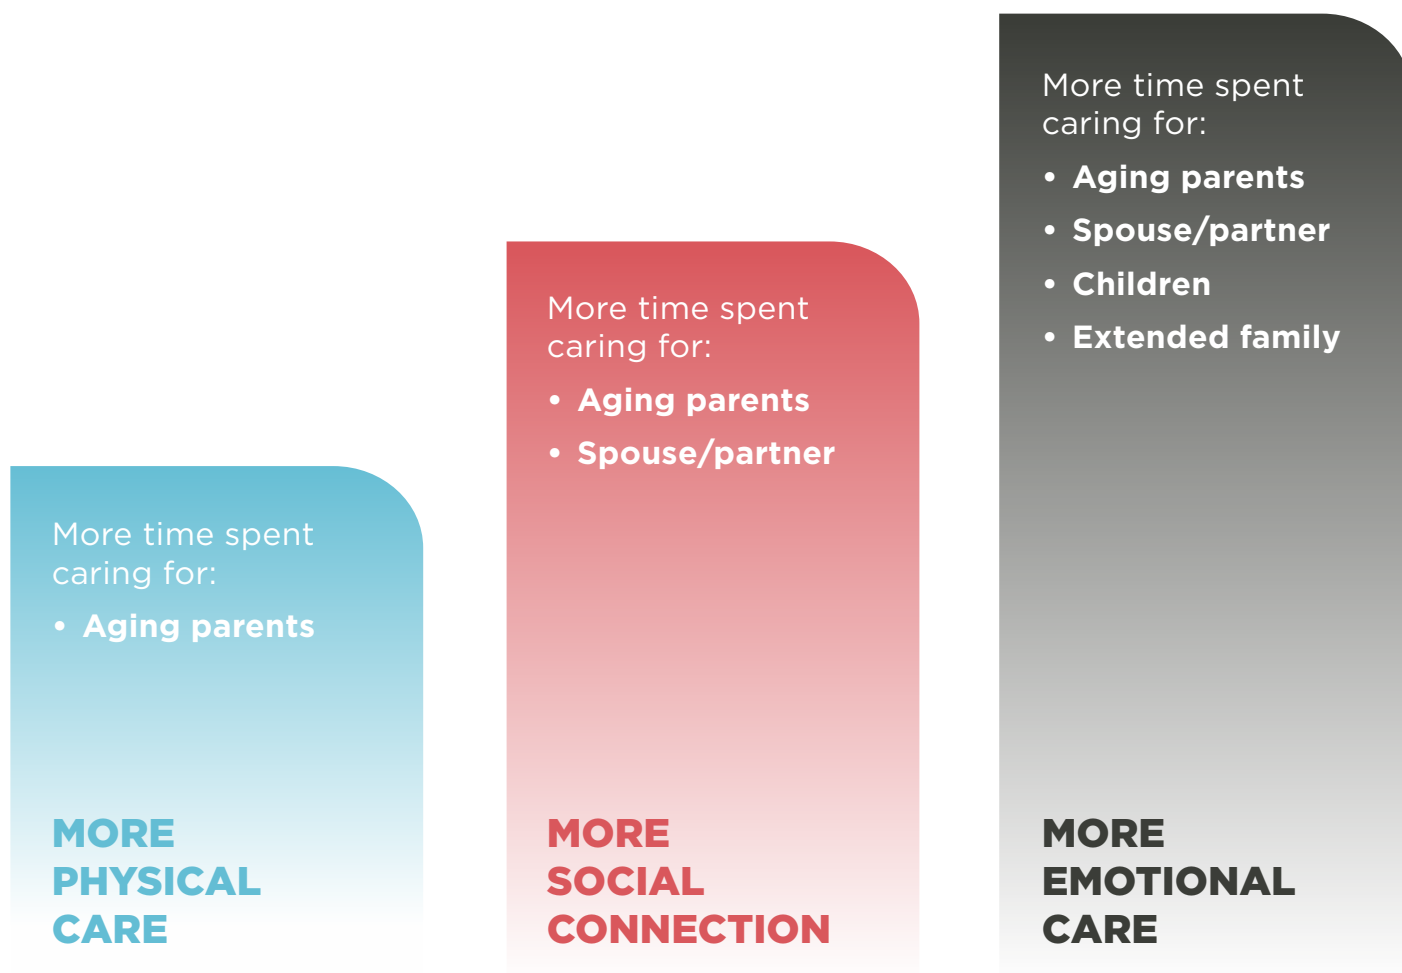 More time spent
caring for:
• Aging parents
MORE
PHYSICAL
CARE
More time spent
caring for:
• Aging parents
• Spouse/partner
MORE
SOCIAL
CONNECTION
More time spent
caring for:
• Aging parents
• Spouse/partner
• Children
• Extended family
MORE
EMOTIONAL
CARE